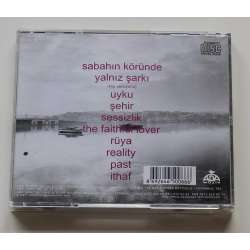 sabahın köründe
yalnız şarkı
uyku
şehir
sessizlik
the faithful lover
rüya
reality
past
ithaf